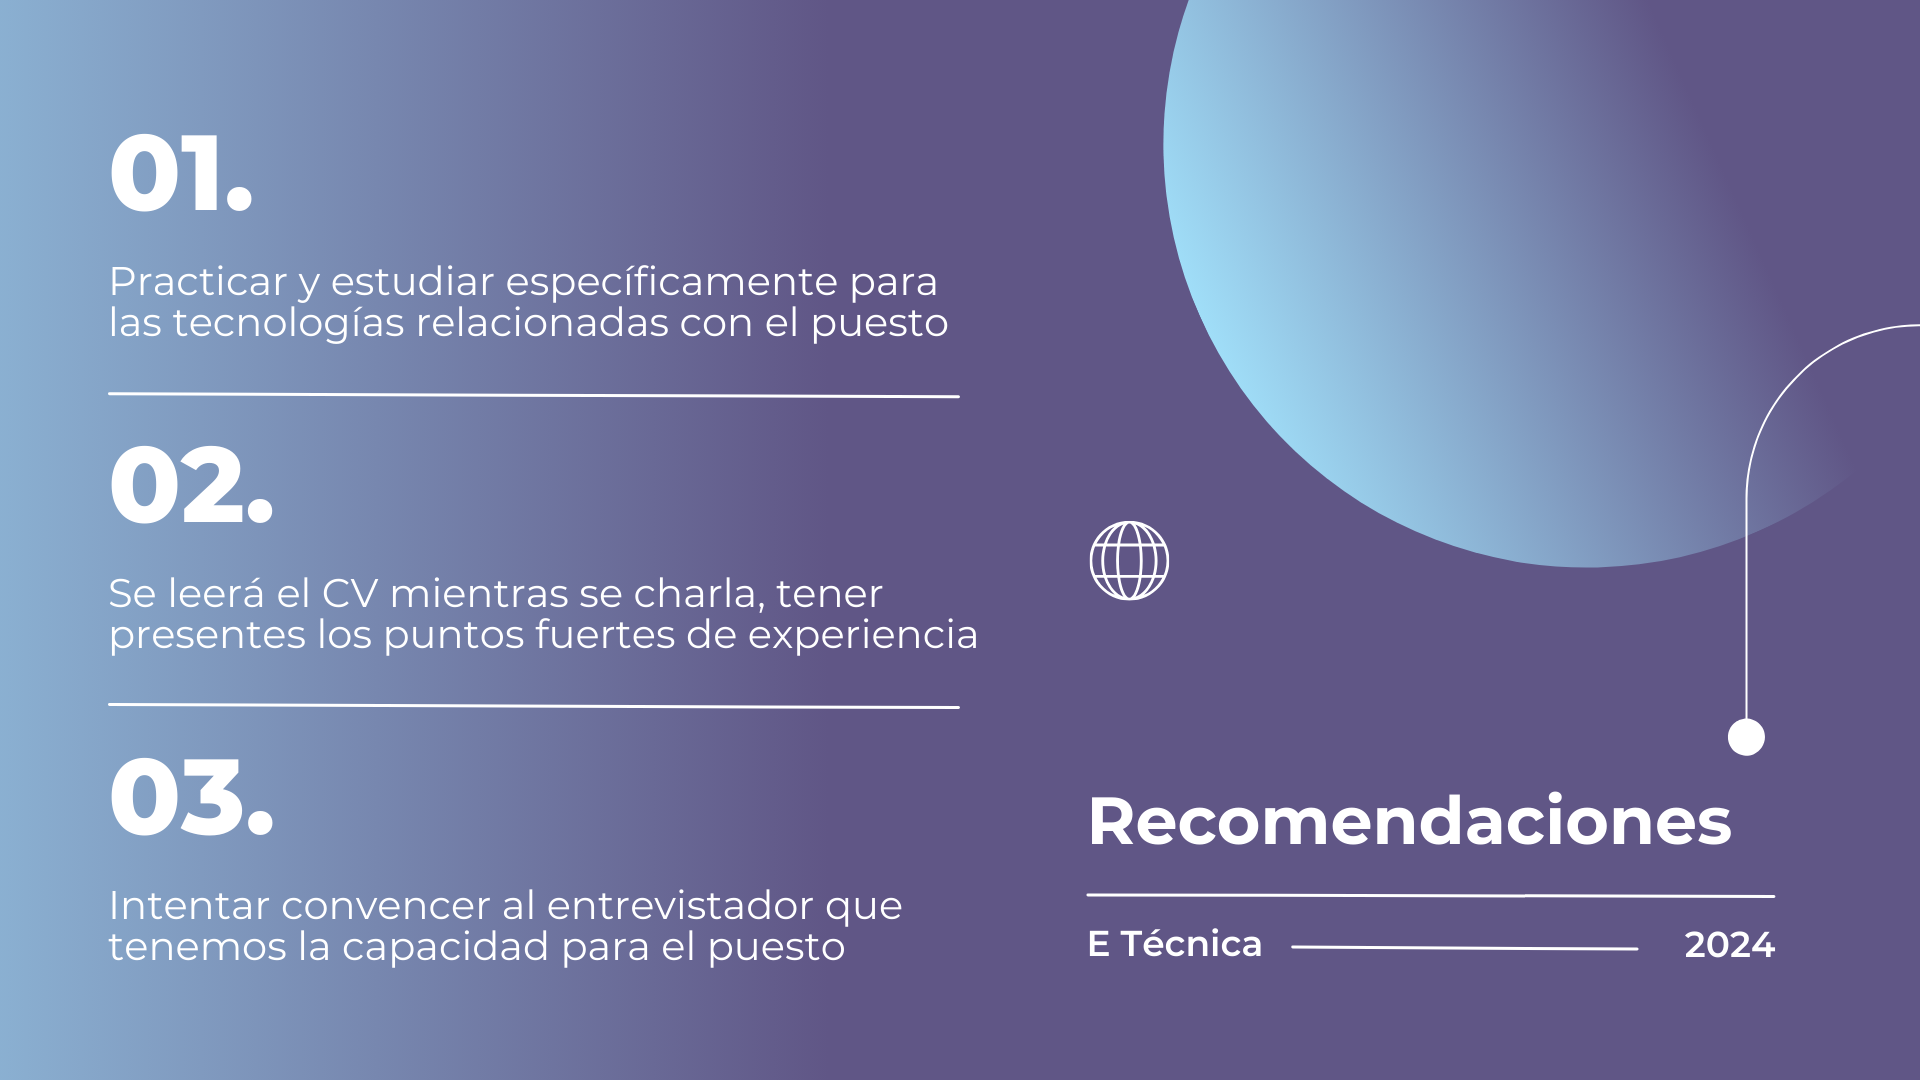 01.
Practicar y estudiar específicamente para
las tecnologías relacionadas con el puesto
02.
Se leerá el CV mientras se charla, tener
presentes los puntos fuertes de experiencia
03.
Intentar convencer al entrevistador que
tenemos la capacidad para el puesto
Recomendaciones
E Técnica 2024